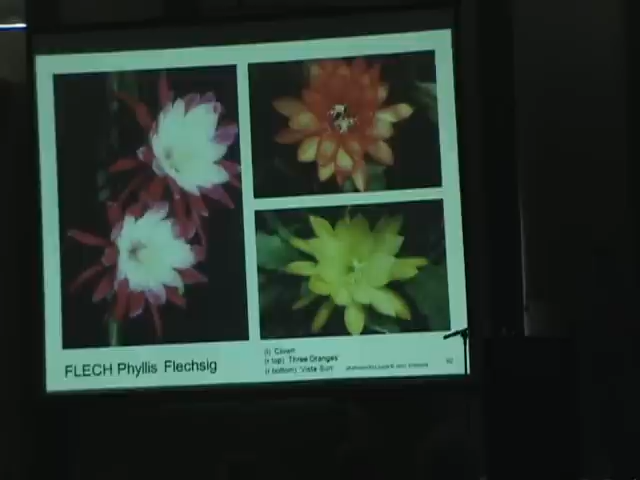 FLECH Phyllis Flechsig
(l) 'Clown'
(r top) 'Three Oranges'
(r bottom) 'Vista Sun'